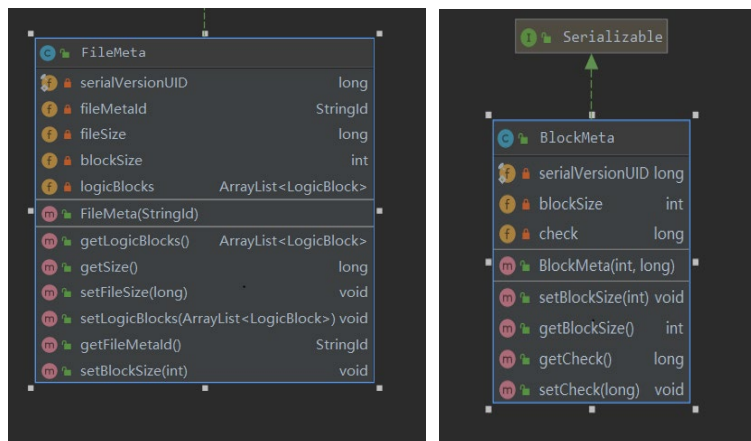 FileMeta
serialVersionUID long
fileMetaId StringId
fileSize long
blockSize int
logicBlocks ArrayList<LogicBlock>
FileMeta(StringId)
getLogicBlocks() ArrayList<LogicBlock>
getSize() long
setFileSize(long) void
setLogicBlocks(ArrayList<LogicBlock>) void
getFileMetaId() StringId
setBlockSize(int) void
Serializable
BlockMeta
serialVersionUID long
blockSize int
check long
BlockMeta(int, long)
setBlockSize(int) void
getBlockSize() int
getCheck() long
setCheck(long) void